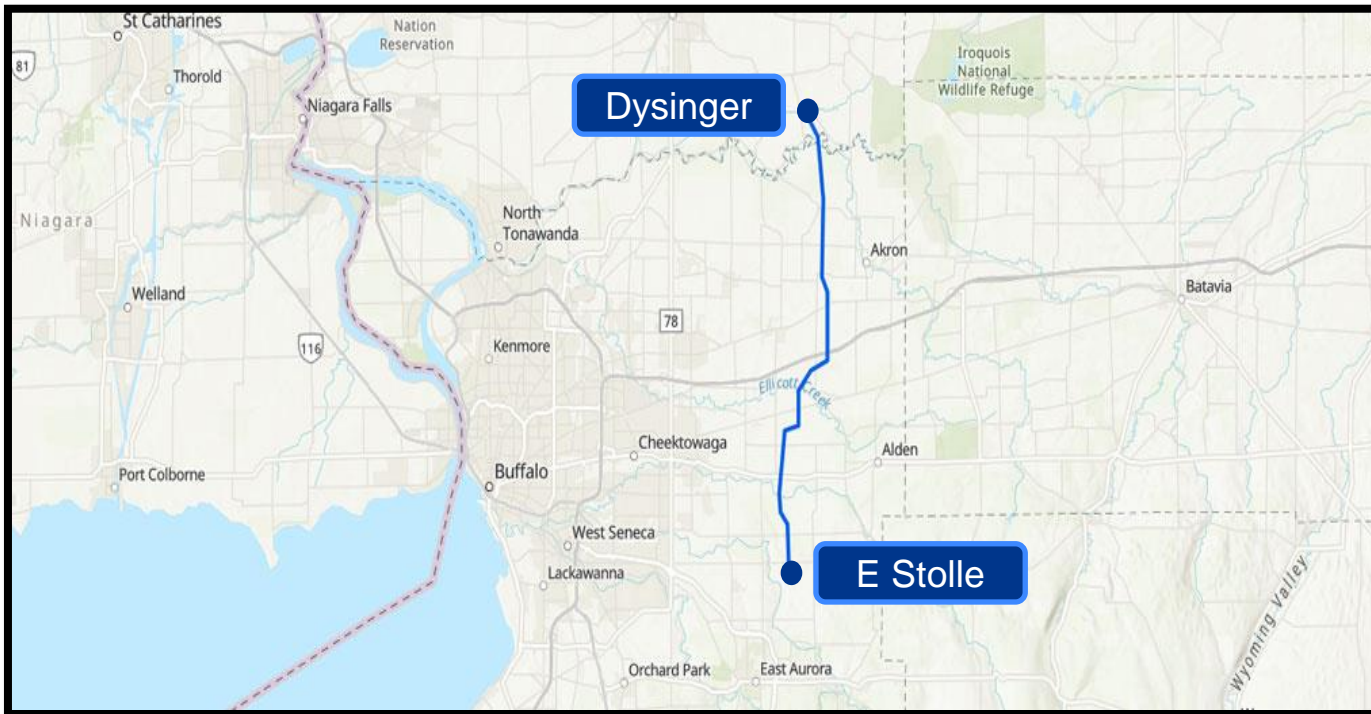 St Catharines
Nation
Reservation
81
Thorold
Niagara Falls
Dysinger
Iroquois
National
Wildlife Refuge
Niagara
North
Tonawanda
Akron
Welland
Batavia
78
116
Kenmore
Ellicott Creek
Cheektowaga
Alden
Port Colborne
Buffalo
West Seneca
Lackawanna
E Stolle
Orchard Park
East Aurora
Wyoming Valley